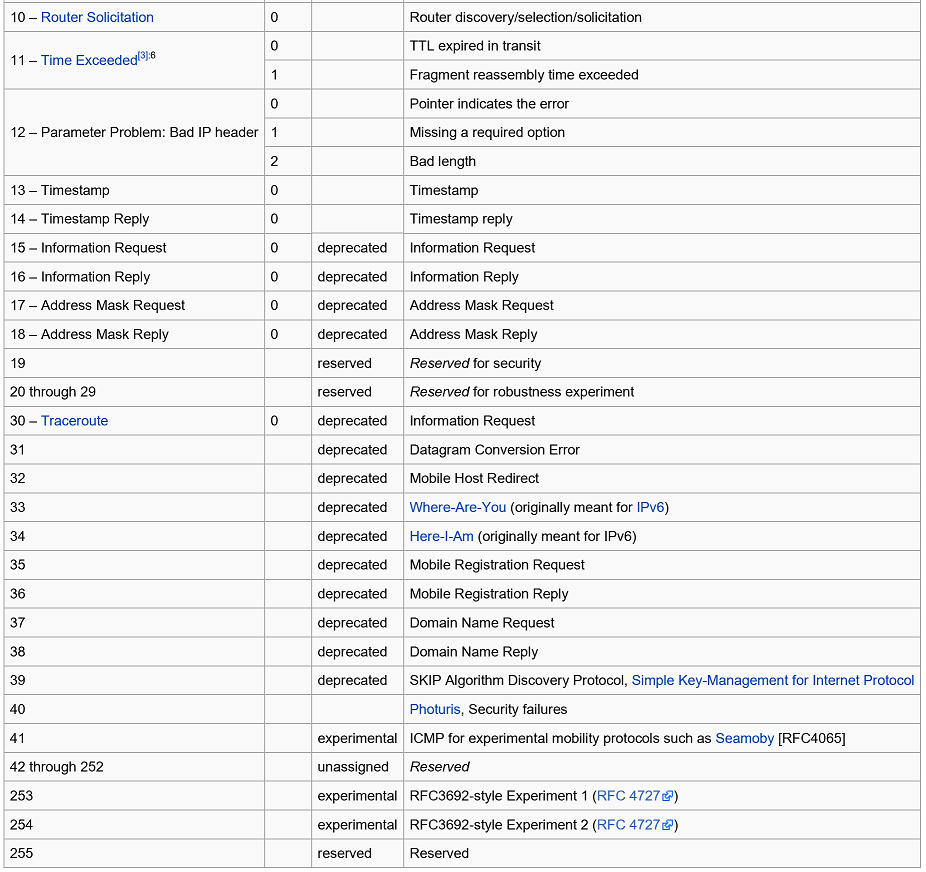 10 – Router Solicitation 0 Router discovery/selection/solicitation
11 – Time Exceeded[3]:6 0 TTL expired in transit
1 Fragment reassembly time exceeded
12 – Parameter Problem: Bad IP header 0 Pointer indicates the error
1 Missing a required option
2 Bad length
13 – Timestamp 0 Timestamp
14 – Timestamp Reply 0 Timestamp reply
15 – Information Request 0 deprecated Information Request
16 – Information Reply 0 deprecated Information Reply
17 – Address Mask Request 0 deprecated Address Mask Request
18 – Address Mask Reply 0 deprecated Address Mask Reply
19 reserved Reserved for security
20 through 29 reserved Reserved for robustness experiment
30 – Traceroute 0 deprecated Information Request
31 deprecated Datagram Conversion Error
32 deprecated Mobile Host Redirect
33 deprecated Where-Are-You (originally meant for IPv6)
34 deprecated Here-I-Am (originally meant for IPv6)
35 deprecated Mobile Registration Request
36 deprecated Mobile Registration Reply
37 deprecated Domain Name Request
38 deprecated Domain Name Reply
39 deprecated SKIP Algorithm Discovery Protocol, Simple Key-Management for Internet Protocol
40 Photuris, Security failures
41 experimental ICMP for experimental mobility protocols such as Seamoby [RFC4065]
42 through 252 unassigned Reserved
253 experimental RFC3692-style Experiment 1 (RFC 4727)
254 experimental RFC3692-style Experiment 2 (RFC 4727)
255 reserved Reserved